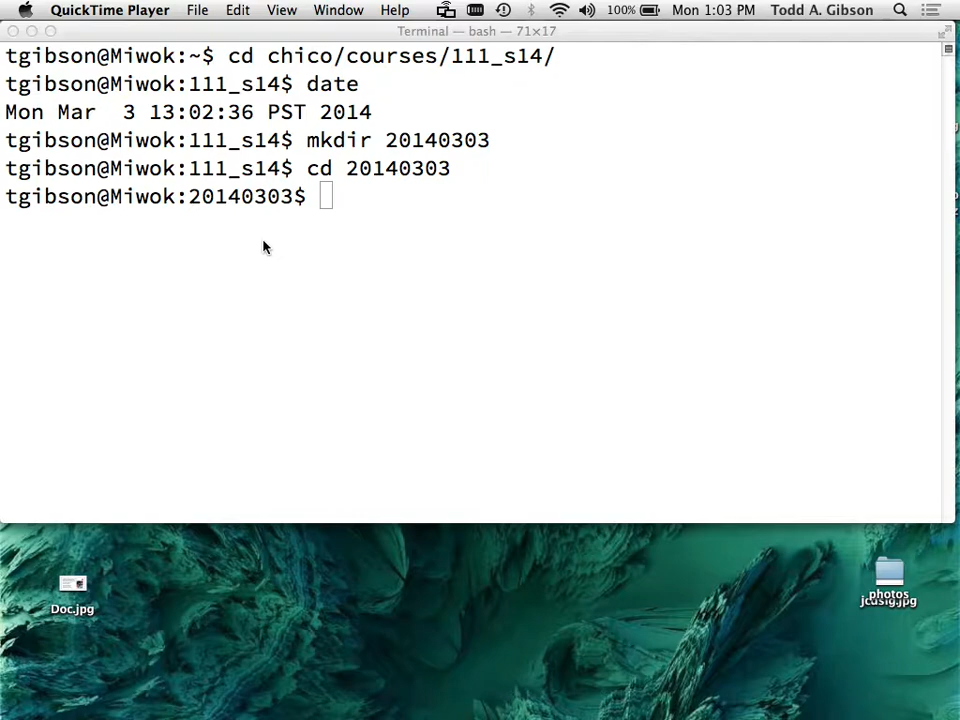 QuickTime Player File Edit View Window Help 100% Mon 1:03 PM Todd A. Gibson
Terminal — bash — 71×17
tgibson@Miwok:~$ cd chico/courses/111_s14/
tgibson@Miwok:111_s14$ date
Mon Mar  3 13:02:36 PST 2014
tgibson@Miwok:111_s14$ mkdir 20140303
tgibson@Miwok:111_s14$ cd 20140303
tgibson@Miwok:20140303$
Doc.jpg
photos
jcusig.jpg